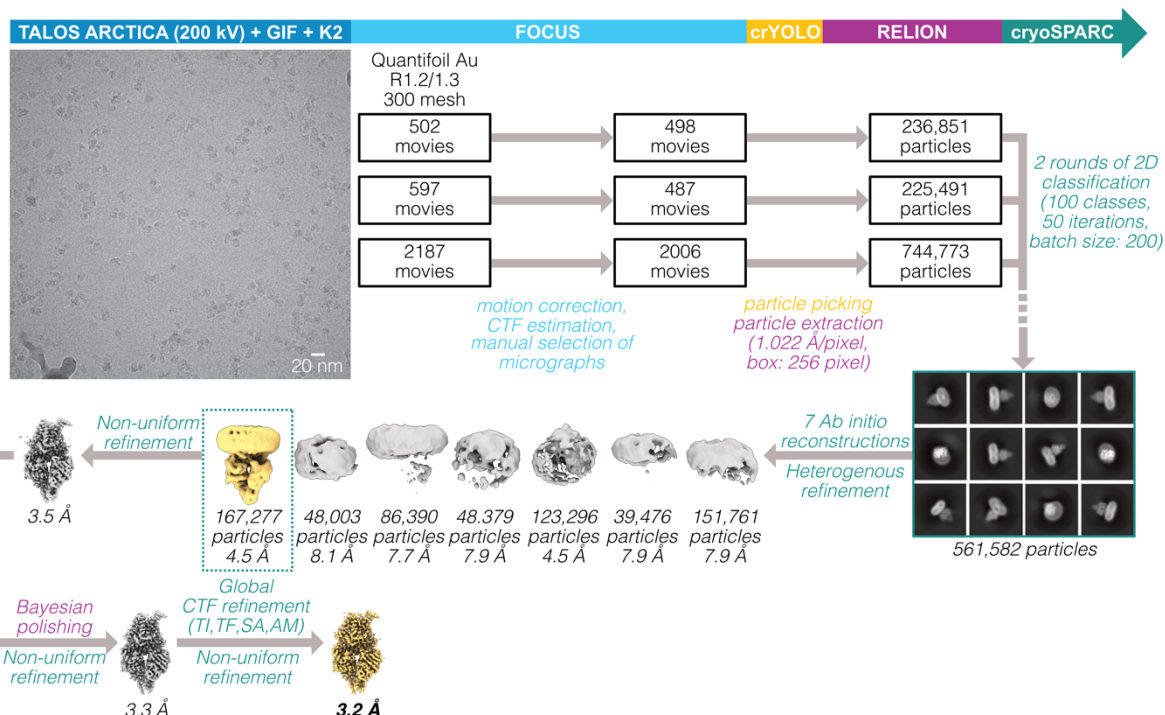 TALOS ARCTICA (200 kV) + GIF + K2
FOCUS
crYOLO
RELION
cryoSPARC
Quantifoil Au
R1.2/1.3
300 mesh
502
movies
498
movies
236,851
particles
597
movies
487
movies
225,491
particles
2187
movies
2006
movies
744,773
particles
2 rounds of 2D
classification
(100 classes,
50 iterations,
batch size: 200)
motion correction,
CTF estimation,
manual selection of
micrographs
particle picking
particle extraction
(1.022 Å/pixel,
box: 256 pixel)
20 nm
561,582 particles
7 Ab initio
reconstructions
Heterogenous
refinement
167,277
particles
4.5 Å
48,003
particles
8.1 Å
86,390
particles
7.7 Å
48.379
particles
7.9 Å
123,296
particles
4.5 Å
39,476
particles
7.9 Å
151,761
particles
7.9 Å
Non-uniform
refinement
3.5 Å
Bayesian
polishing
Non-uniform
refinement
3.3 Å
Global
CTF refinement
(TI,TF,SA,AM)
Non-uniform
refinement
3.2 Å